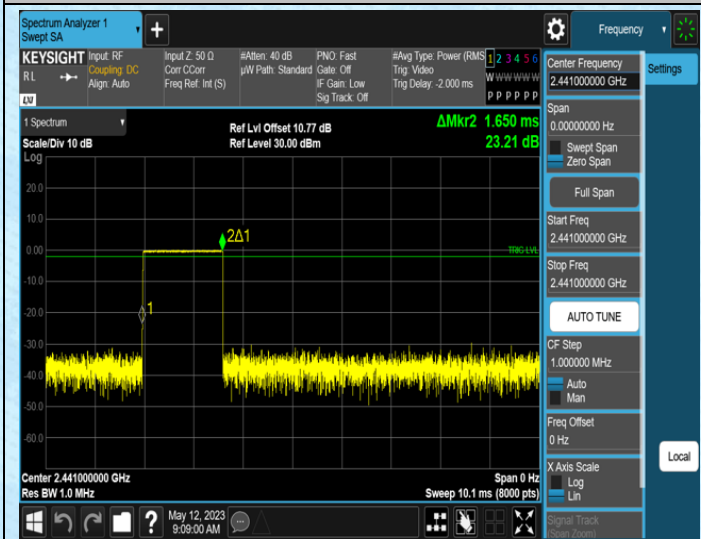 Spectrum Analyzer 1
Swept SA
+
Frequency
KEYSIGHT
RL
LXI
Input: RF
Coupling: DC
Align: Auto
Input Z: 50 Ω
Corr CCorr
Freq Ref: Int (S)
#Atten: 40 dB
µW Path: Standard
PNO: Fast
Gate: Off
IF Gain: Low
Sig Track: Off
#Avg Type: Power (RMS
Trig: Video
Trig Delay: -2.000 ms
1 2 3 4 5 6
W W W W W W
P P P P P P
1 Spectrum
Scale/Div 10 dB
Log
Ref Lvl Offset 10.77 dB
Ref Level 30.00 dBm
ΔMkr2 1.650 ms
23.21 dB
20.0
10.0
0.00
-10.0
-20.0
-30.0
-40.0
-50.0
-60.0
2Δ1
1
TRIG LVL
Center 2.441000000 GHz
Res BW 1.0 MHz
Span 0 Hz
Sweep 10.1 ms (8000 pts)
?
May 12, 2023
9:09:00 AM
Center Frequency
2.441000000 GHz
Span
0.00000000 Hz
Swept Span
Zero Span
Full Span
Start Freq
2.441000000 GHz
Stop Freq
2.441000000 GHz
AUTO TUNE
CF Step
1.000000 MHz
Auto
Man
Freq Offset
0 Hz
X Axis Scale
Log
Lin
Signal Track
(Span Zoom)
Settings
Local